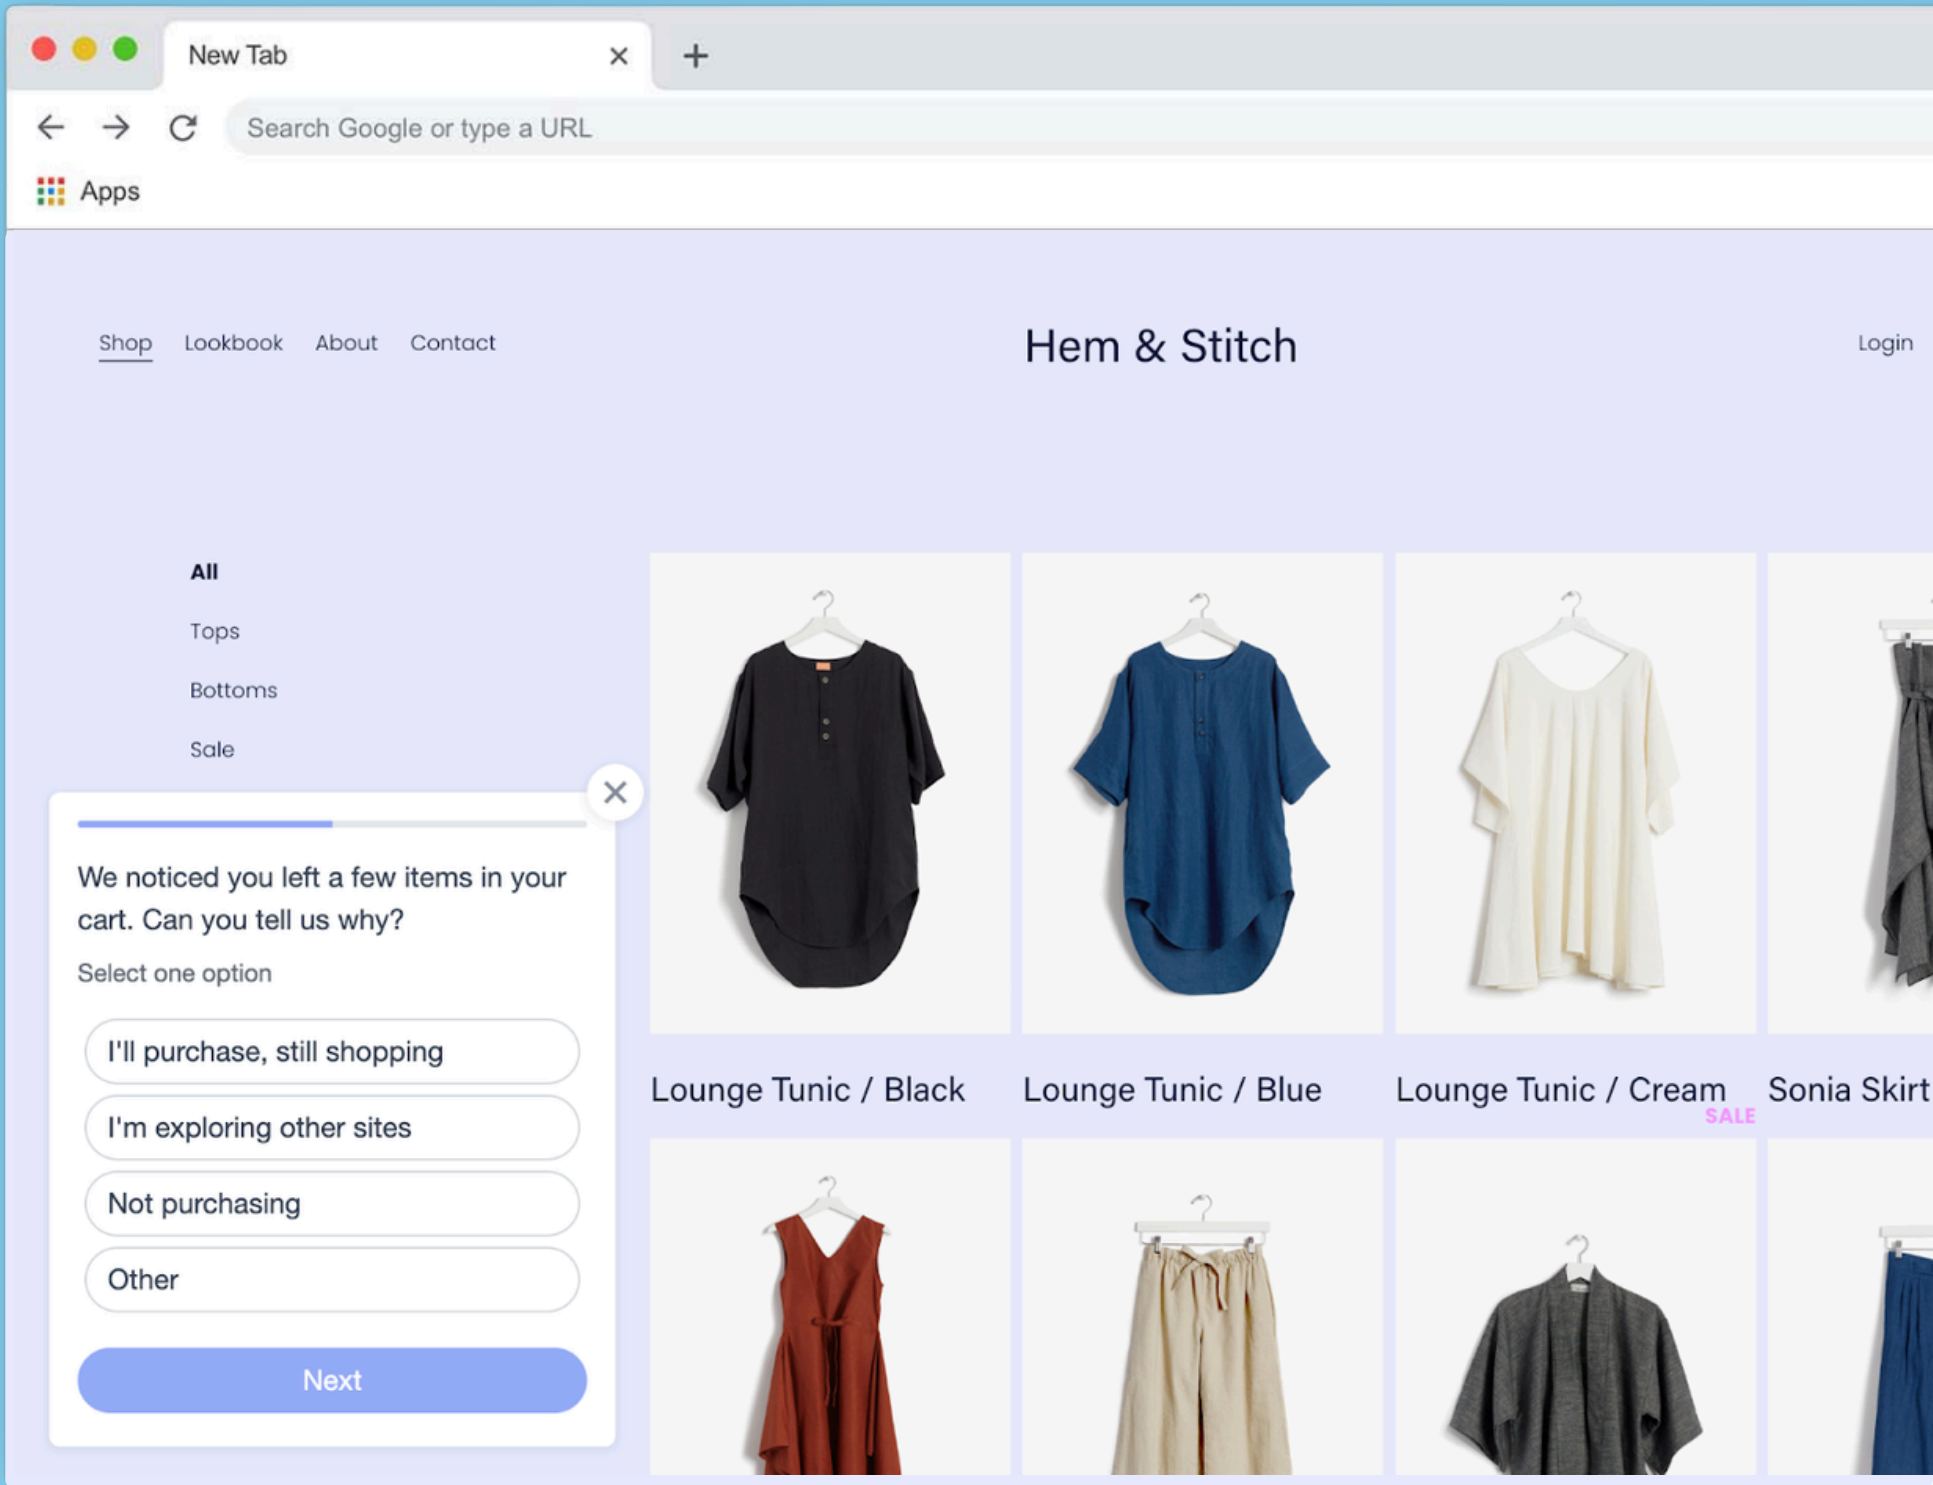 New Tab
Search Google or type a URL
Apps
Shop Lookbook About Contact
Hem & Stitch
Login
All
Tops
Bottoms
Sale
We noticed you left a few items in your
cart. Can you tell us why?
Select one option
I'll purchase, still shopping
I'm exploring other sites
Not purchasing
Other
Next
Lounge Tunic / Black
Lounge Tunic / Blue
Lounge Tunic / Cream
Sonia Skirt
SALE